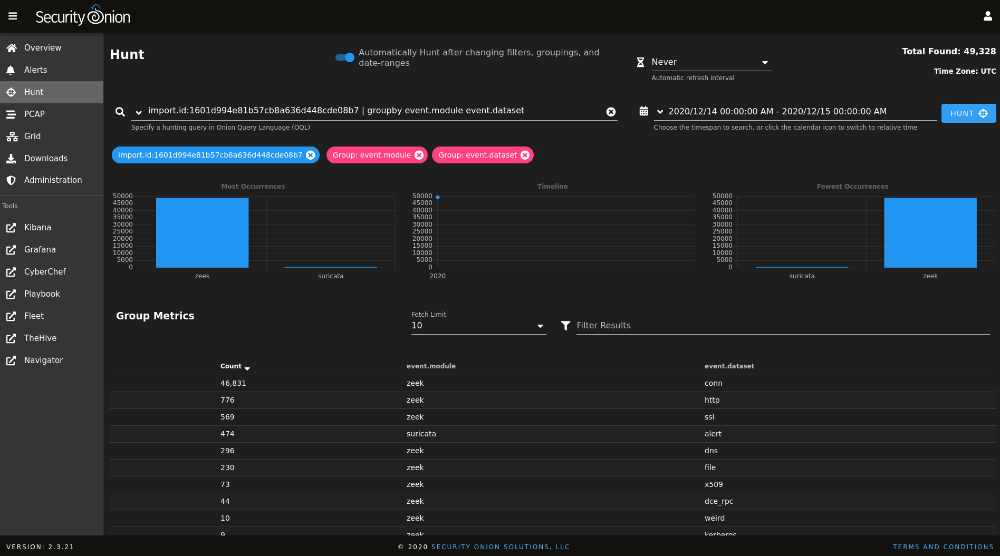 Security Onion
Overview
Alerts
Hunt
PCAP
Grid
Downloads
Administration
Tools
Kibana
Grafana
CyberChef
Playbook
Fleet
TheHive
Navigator
Hunt
Automatically Hunt after changing filters, groupings, and
date-ranges
Never
Automatic refresh interval
Total Found: 49,328
Time Zone: UTC
import.id:1601d994e81b57cb8a636d448cde08b7 | groupby event.module event.dataset
Specify a hunting query in Onion Query Language (OQL)
2020/12/14 00:00:00 AM - 2020/12/15 00:00:00 AM
Choose the timespan to search, or click the calendar icon to switch to relative time
HUNT
import.id:1601d994e81b57cb8a636d448cde08b7
Group: event.module
Group: event.dataset
Most Occurrences
50000
45000
40000
35000
30000
25000
20000
15000
10000
5000
0
zeek suricata
Timeline
50000
45000
40000
35000
30000
25000
20000
15000
10000
5000
0
2020
Fewest Occurrences
50000
45000
40000
35000
30000
25000
20000
15000
10000
5000
0
suricata zeek
Group Metrics
Fetch Limit
10
Filter Results
Count event.module event.dataset
46,831 zeek conn
776 zeek http
569 zeek ssl
474 suricata alert
296 zeek dns
230 zeek file
73 zeek x509
44 zeek dce_rpc
10 zeek weird
9 zeek kerberos
VERSION: 2.3.21
© 2020 SECURITY ONION SOLUTIONS, LLC
TERMS AND CONDITIONS